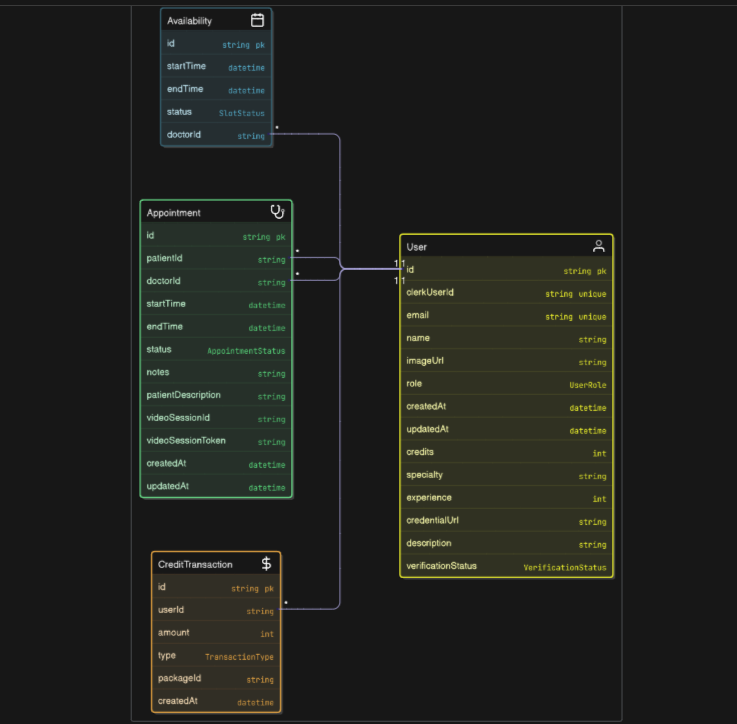 Availability
id string pk
startTime datetime
endTime datetime
status SlotStatus
doctorId string
*
Appointment
id string pk
patientId string
*
doctorId string
*
startTime datetime
endTime datetime
status AppointmentStatus
notes string
patientDescription string
videoSessionId string
videoSessionToken string
createdAt datetime
updatedAt datetime
CreditTransaction
$
id string pk
userId string
*
amount int
type TransactionType
packageId string
createdAt datetime
User
1 1
id string pk
1 1
clerkUserId string unique
email string unique
name string
imageUrl string
role UserRole
createdAt datetime
updatedAt datetime
credits int
specialty string
experience int
credentialUrl string
description string
verificationStatus VerificationStatus